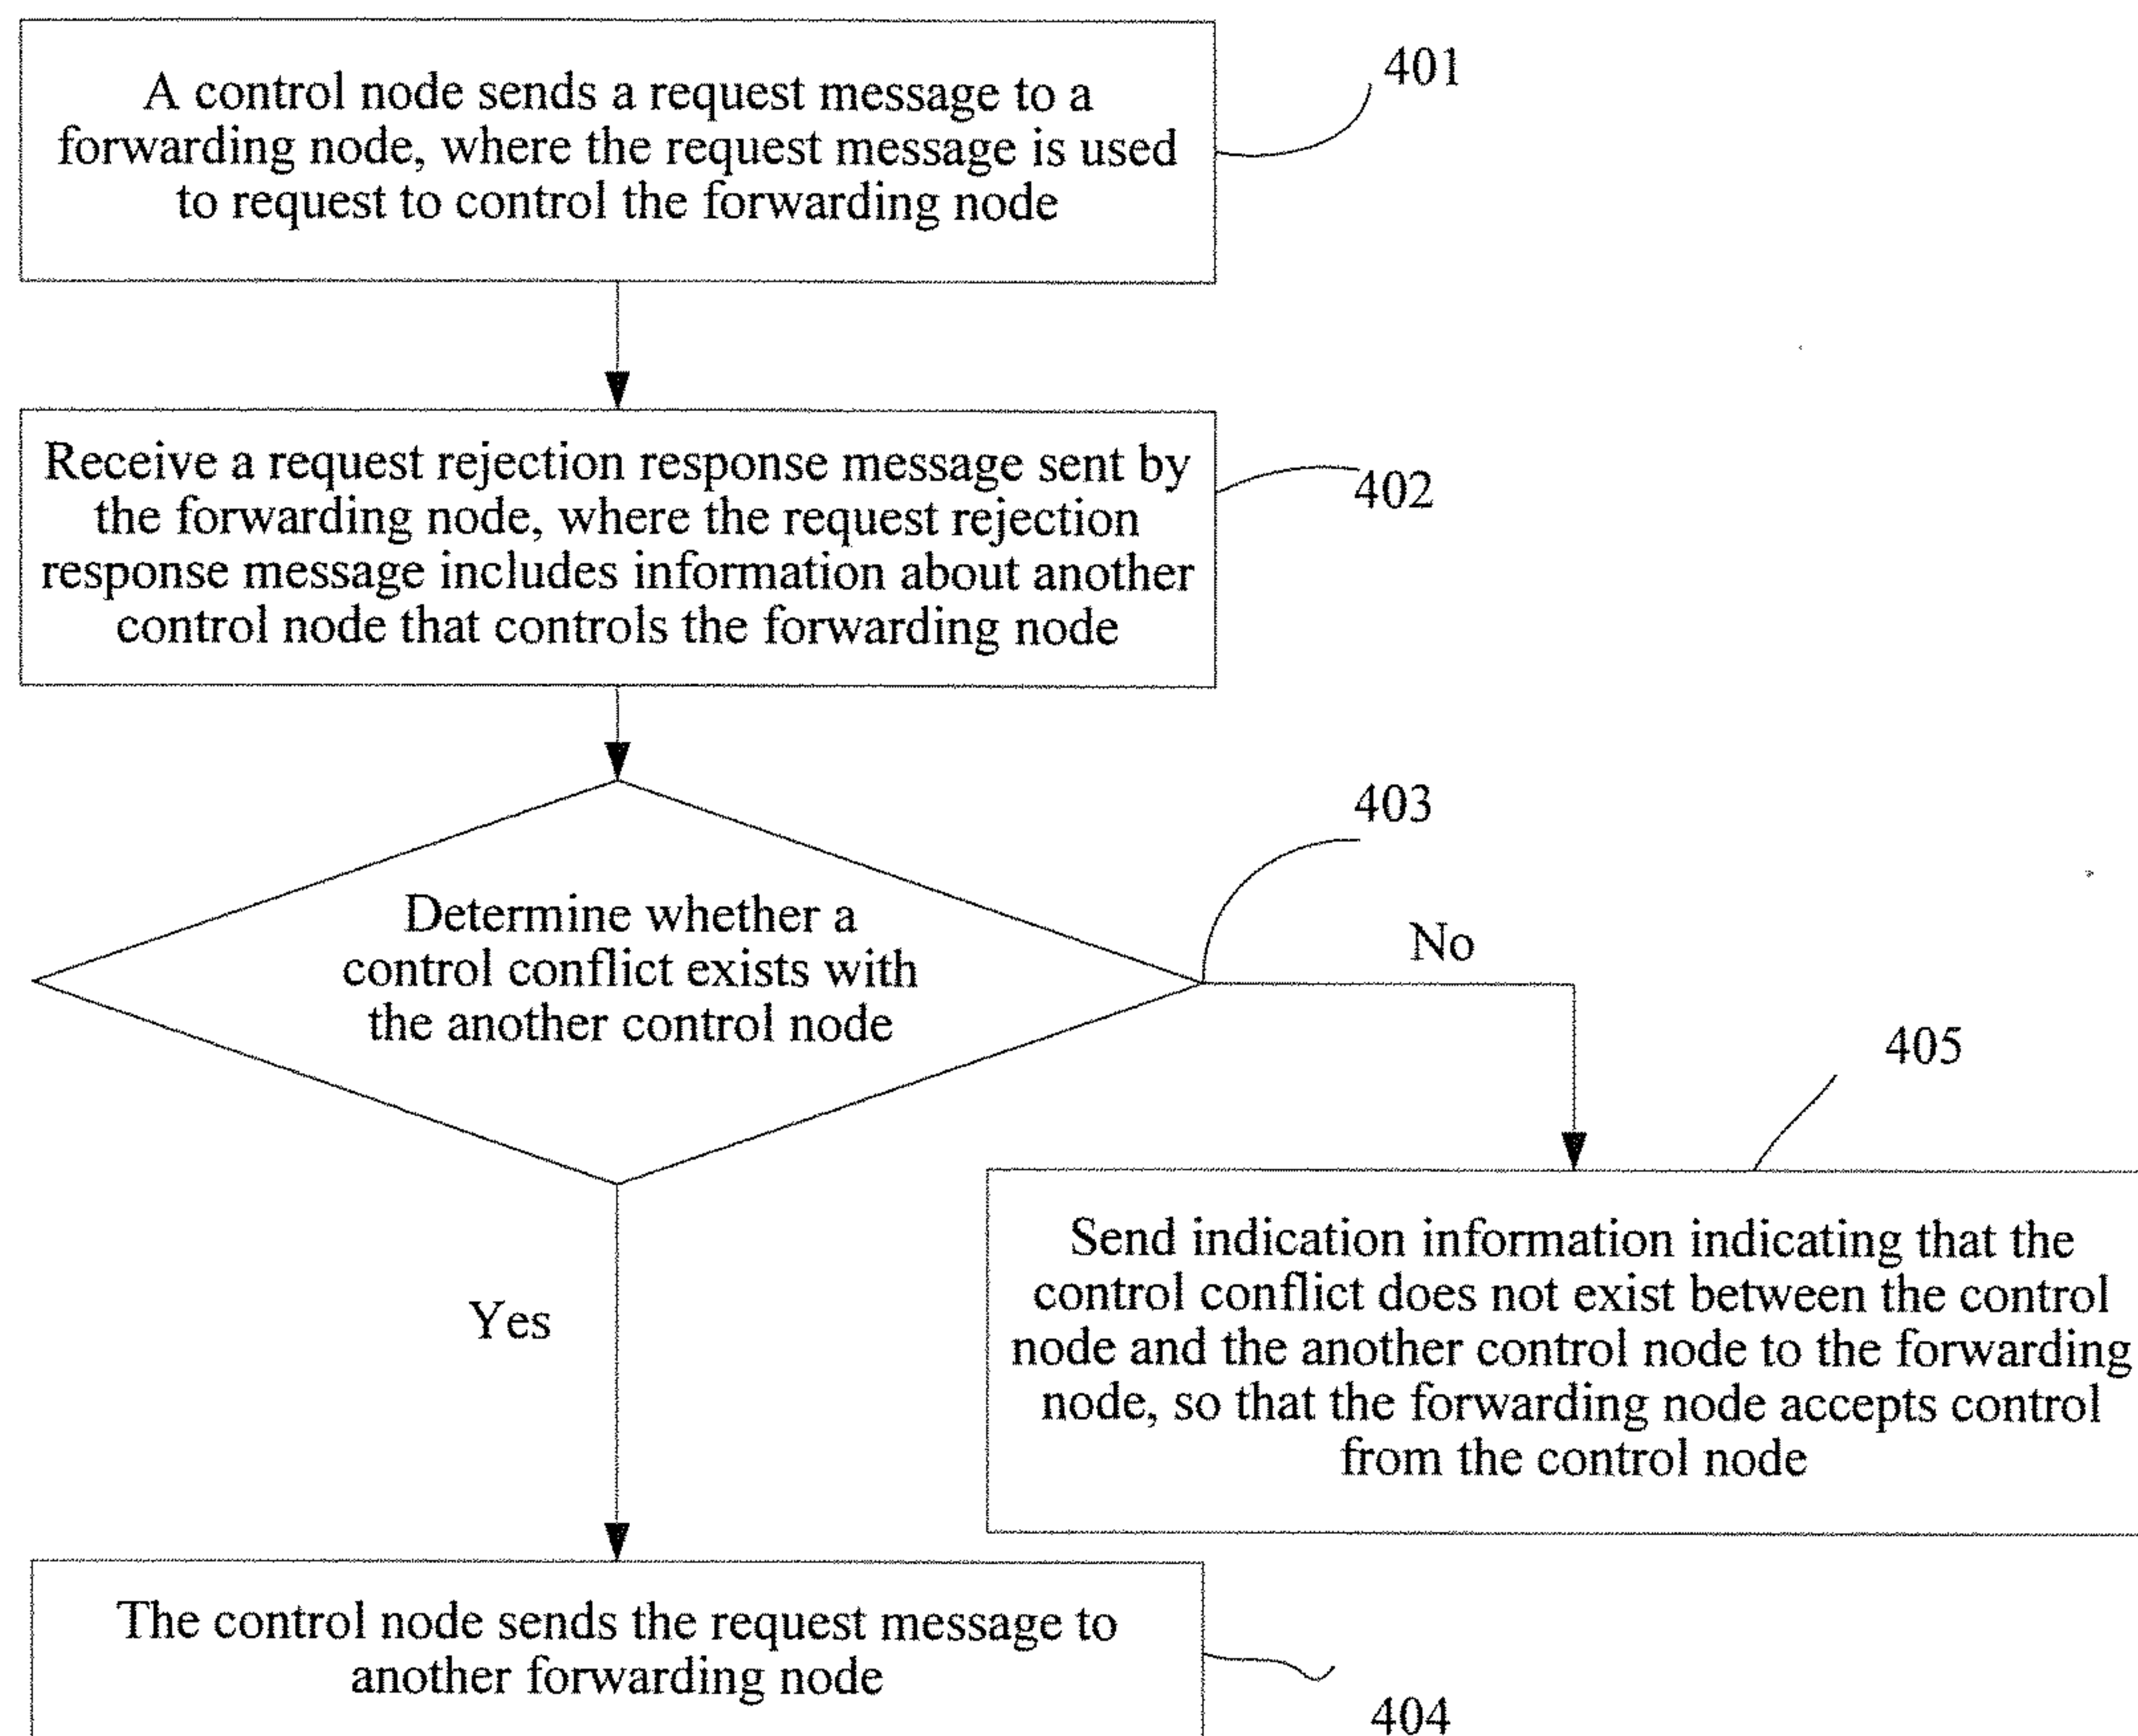 A control node sends a request message to a
forwarding node, where the request message is used
to request to control the forwarding node
401
Receive a request rejection response message sent by
the forwarding node, where the request rejection
response message includes information about another
control node that controls the forwarding node
402
403
Determine whether a
control conflict exists with
the another control node
No
405
Send indication information indicating that the
control conflict does not exist between the control
node and the another control node to the forwarding
node, so that the forwarding node accepts control
from the control node
Yes
The control node sends the request message to
another forwarding node
404